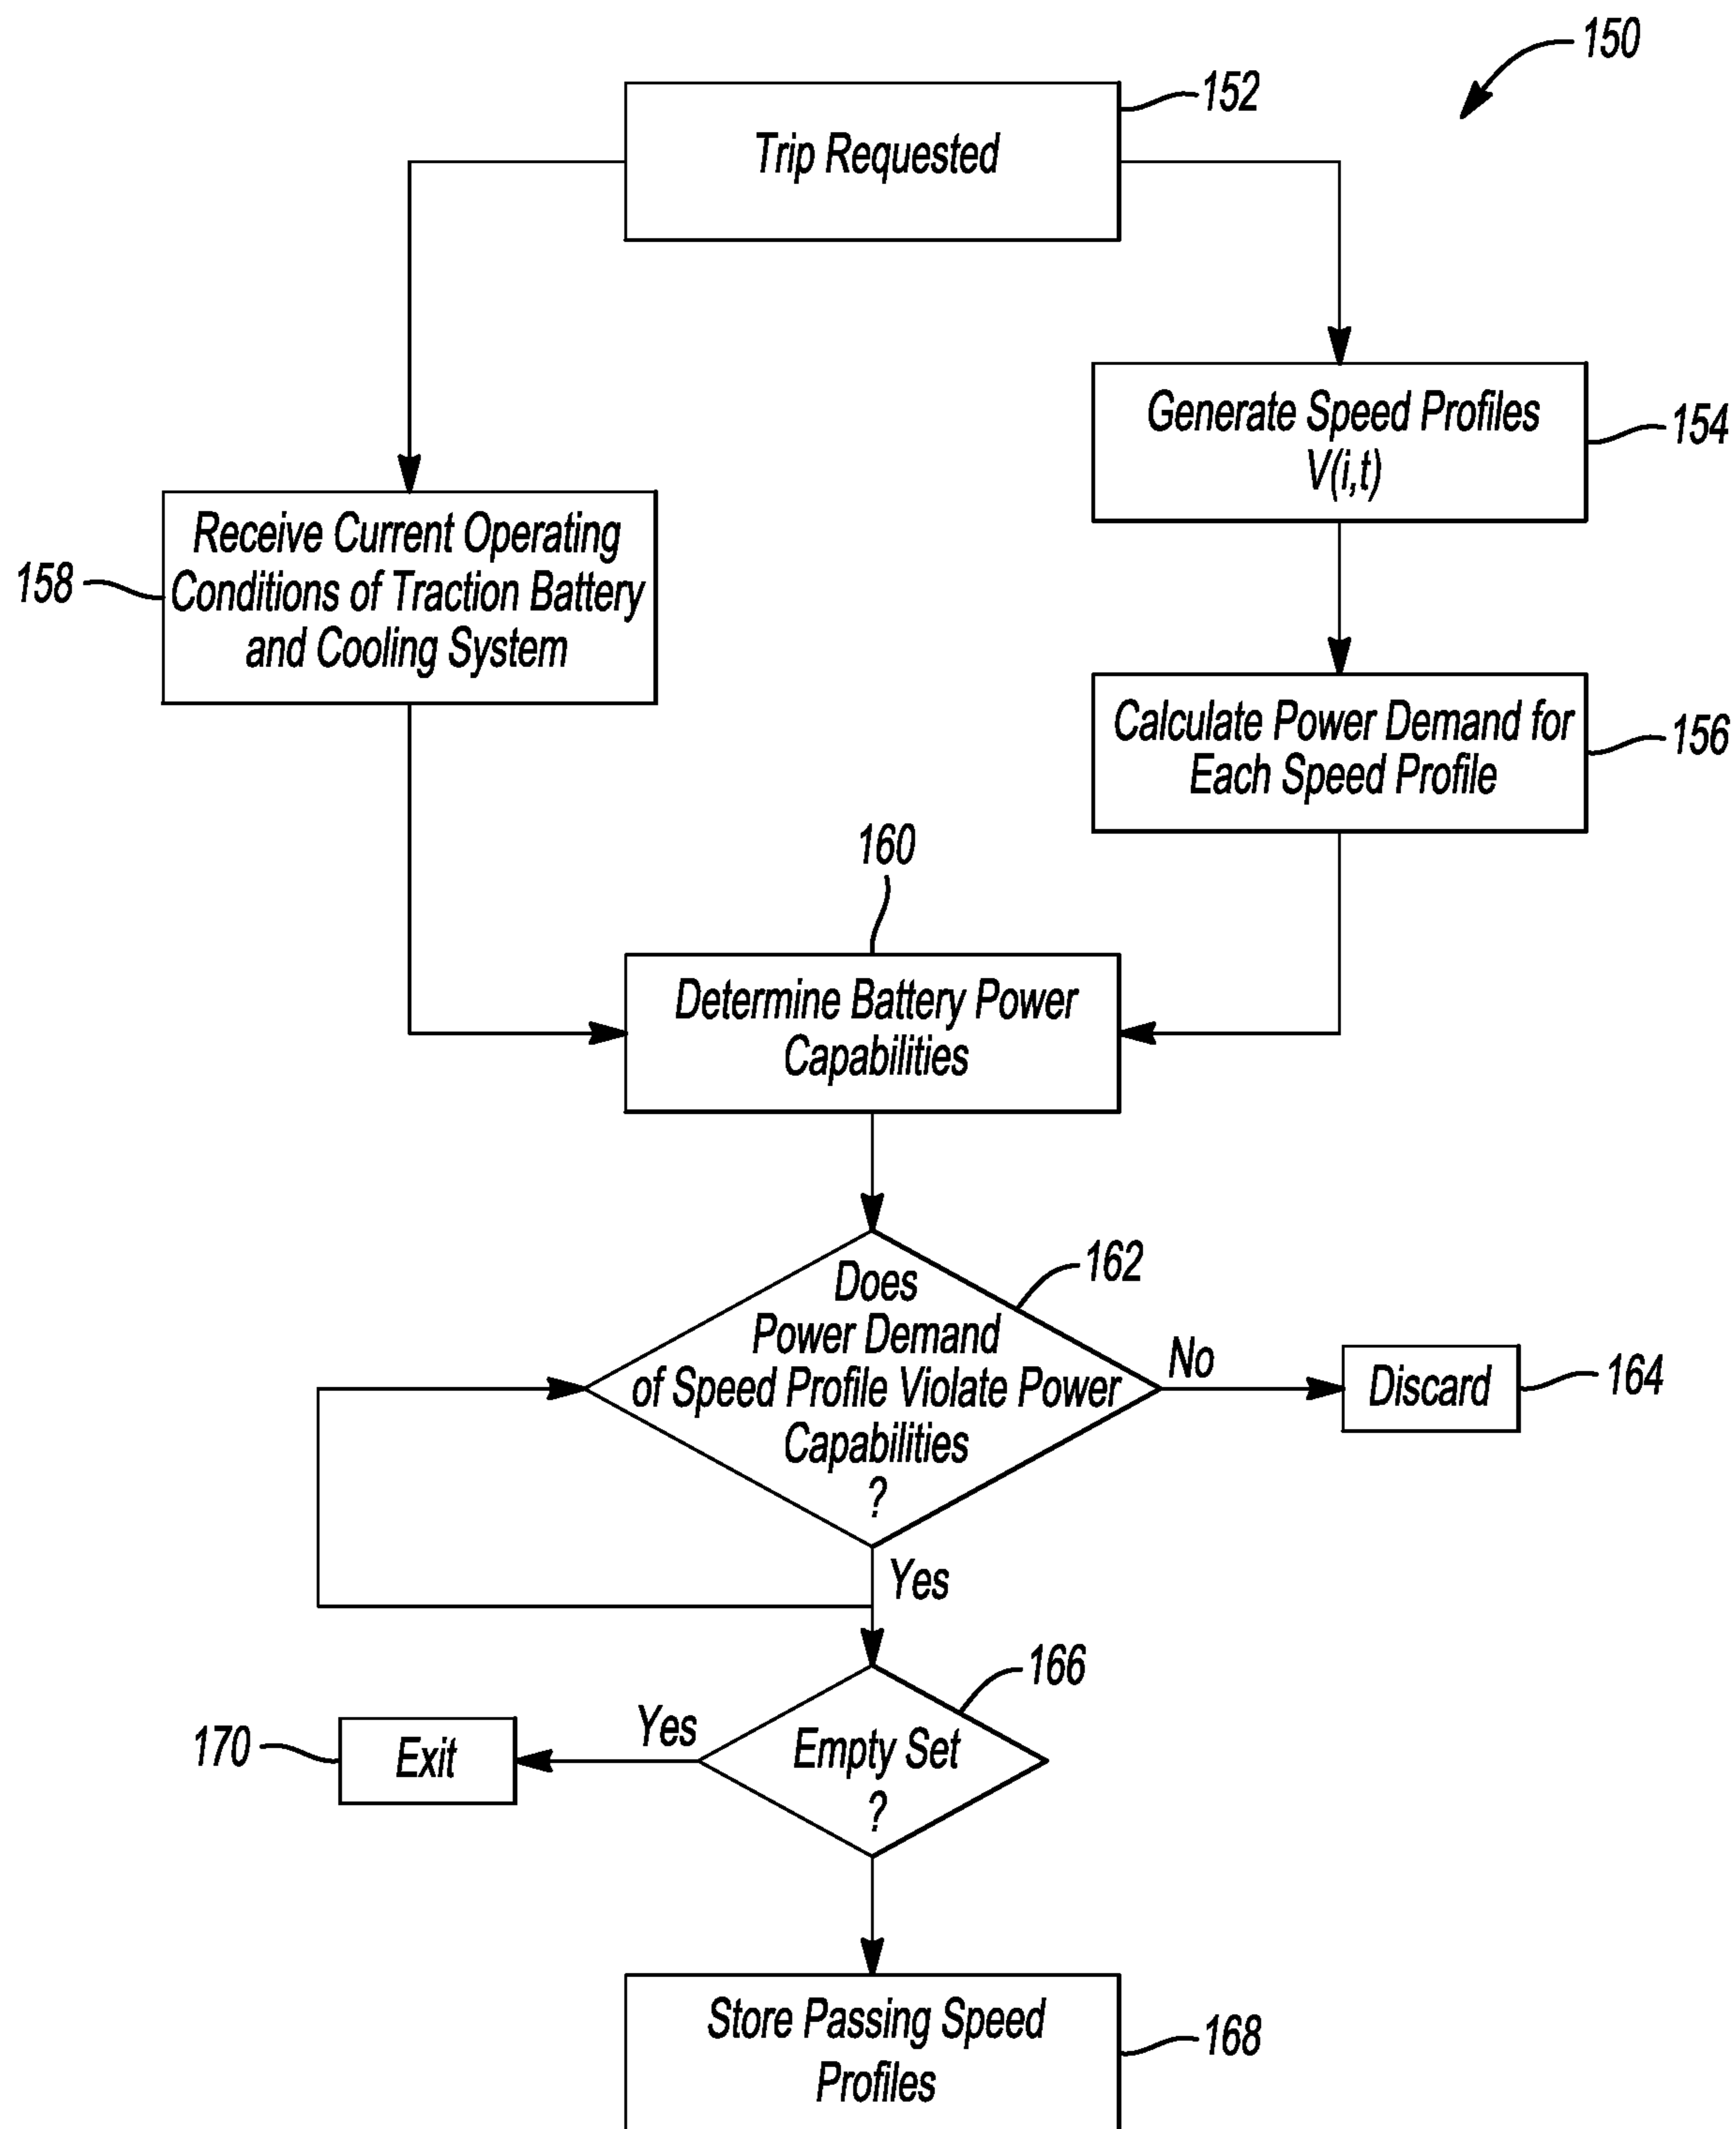 150
152
Trip Requested
Generate Speed Profiles
V(i,t)
154
Receive Current Operating
Conditions of Traction Battery
and Cooling System
158
Calculate Power Demand for
Each Speed Profile
156
160
Determine Battery Power
Capabilities
162
Does
Power Demand
of Speed Profile Violate Power
Capabilities
?
No
Discard
164
Yes
166
Empty Set
?
Yes
Exit
170
Store Passing Speed
Profiles
168